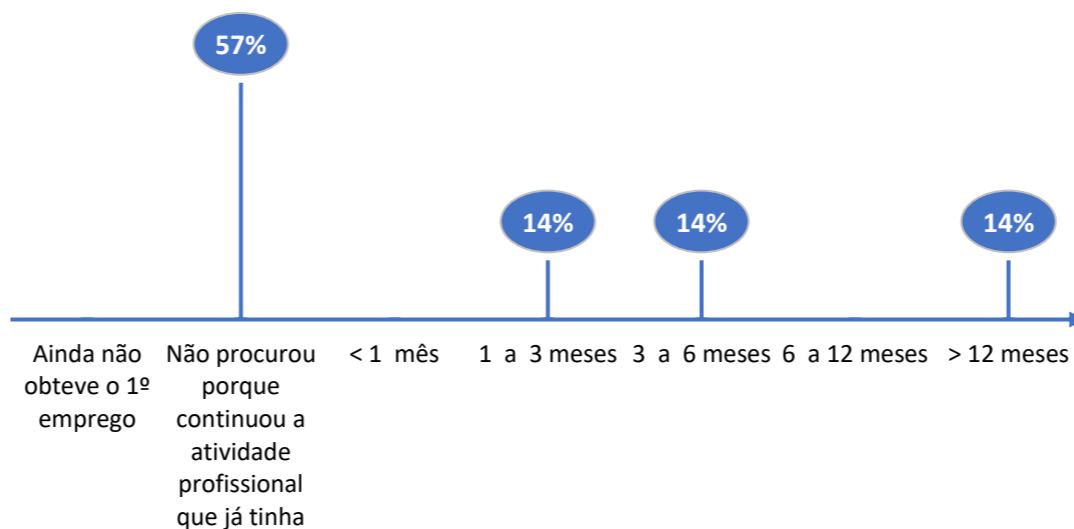 57%
14%
14%
14%
Ainda não
obteve o 1º
emprego
Não procurou
porque
continuou a
atividade
profissional
que já tinha
< 1 mês
1 a 3 meses
3 a 6 meses
6 a 12 meses
> 12 meses